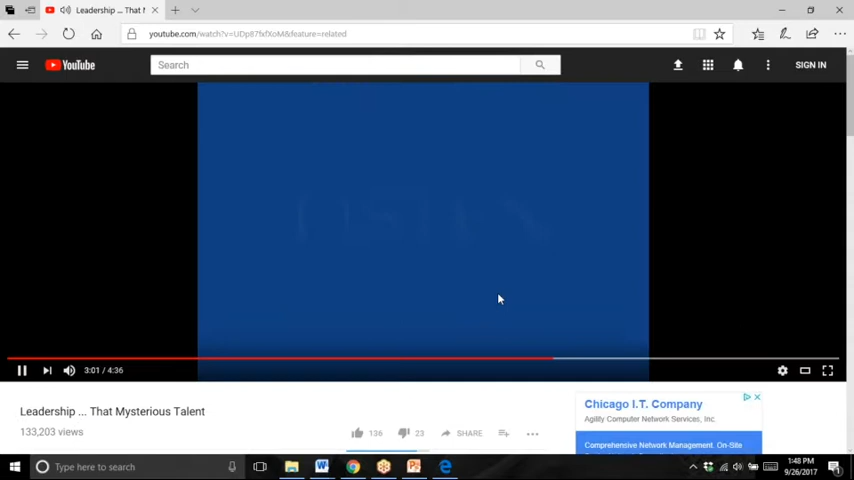 Leadership ... That M
youtube.com/watch?v=UDp87fxfXoM&feature=related
YouTube
Search
SIGN IN
3:01 / 4:36
Leadership ... That Mysterious Talent
133,203 views
136
23
SHARE
Chicago I.T. Company
Agilify Computer Network Services, Inc.
Comprehensive Network Management. On-Site
Type here to search
1:48 PM
9/26/2017